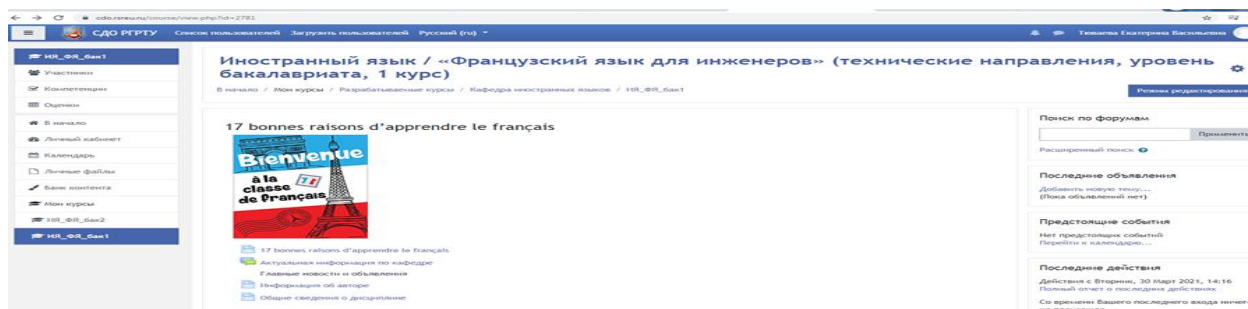 cdo.rsreu.ru/course/view.php?id=2781
СДО РГРТУ Список пользователей Загрузить пользователей Русский (ru)
Тюваева Екатерина Васильевна
ИЯ_ФЯ_бак1
Участники
Компетенции
Оценки
В начало
Личный кабинет
Календарь
Личные файлы
Банк контента
Мои курсы
ИЯ_ФЯ_бак2
ИЯ_ФЯ_бак1
Иностранный язык / «Французский язык для инженеров» (технические направления, уровень
бакалавриата, 1 курс)
В начало / Мои курсы / Разрабатываемые курсы / Кафедра иностранных языков / ИЯ_ФЯ_бак1
Режим редактирования
17 bonnes raisons d'apprendre le français
Bienvenue
à la
classe
de français
17 bonnes raisons d'apprendre le français
Актуальная информация по кафедре
Главные новости и объявления
Информация об авторе
Общие сведения о дисциплине
Поиск по форумам
Применить
Расширенный поиск
Последние объявления
Добавить новую тему...
(Пока объявлений нет)
Предстоящие события
Нет предстоящих событий
Перейти к календарю...
Последние действия
Действия с Вторник, 30 Март 2021, 14:16
Полный отчет о последних действиях
Со времени Вашего последнего входа ничего